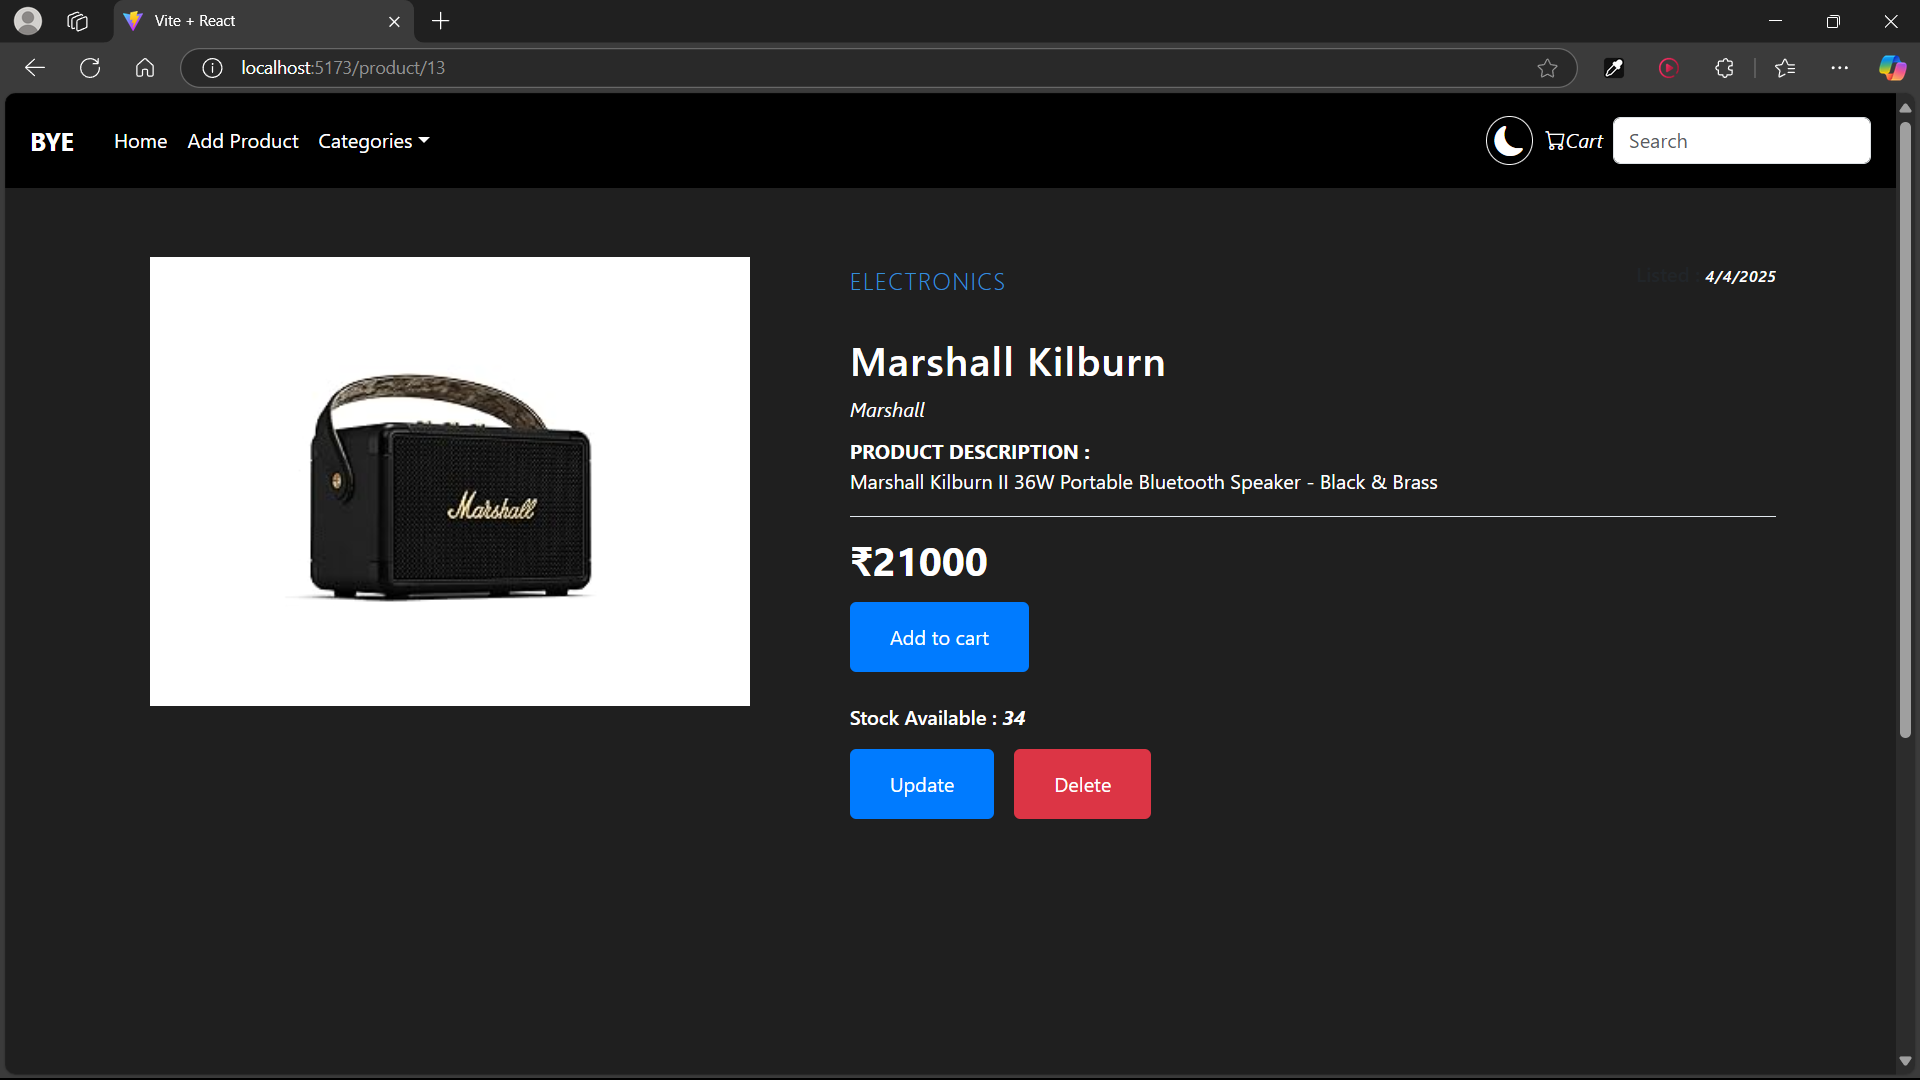 Vite + React
localhost:5173/product/13
BYE Home Add Product Categories Cart Search
ELECTRONICS Listed : 4/4/2025
Marshall Kilburn
Marshall
PRODUCT DESCRIPTION :
Marshall Kilburn II 36W Portable Bluetooth Speaker - Black & Brass
Marshall
₹21000
Add to cart
Stock Available : 34
Update Delete